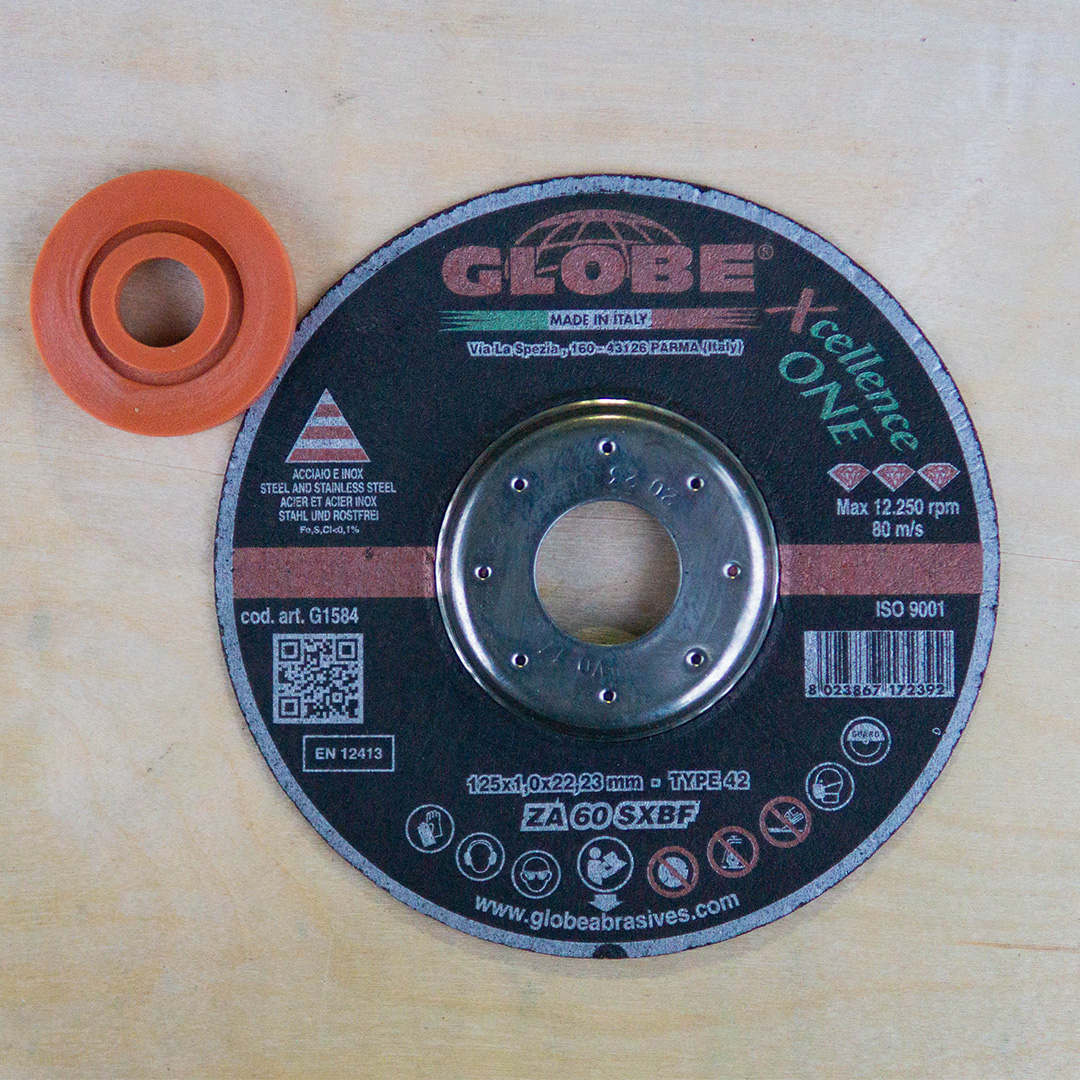 GLOBE®
MADE IN ITALY
Via La Spezia, 160 - 43126 PARMA (Italy)
Xcellence
ONE
ACCIAIO E INOX
STEEL AND STAINLESS STEEL
ACIER ET ACIER INOX
STAHL UND ROSTFREI
Fe,S,Cl<0,1%
Max 12.250 rpm
80 m/s
cod. art. G1584
ISO 9001
8 023867 172392
EN 12413
GUARD
125x1,0x22,23 mm - TYPE 42
ZA 60 SXBF
www.globeabrasives.com